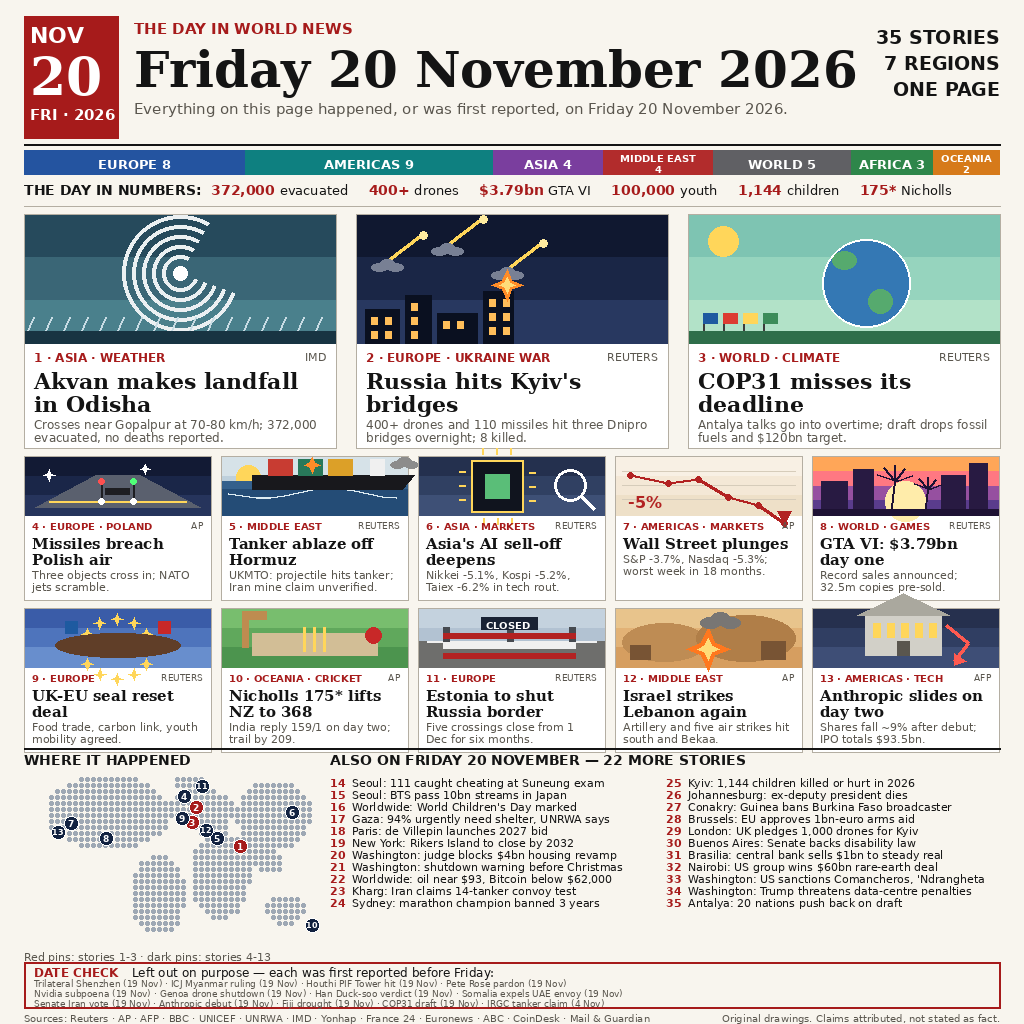 NOV
20
FRI · 2026
THE DAY IN WORLD NEWS
Friday 20 November 2026
Everything on this page happened, or was first reported, on Friday 20 November 2026.
35 STORIES
7 REGIONS
ONE PAGE
EUROPE 8
AMERICAS 9
ASIA 4
MIDDLE EAST
4
WORLD 5
AFRICA 3
OCEANIA
2
THE DAY IN NUMBERS: 372,000 evacuated 400+ drones $3.79bn GTA VI 100,000 youth 1,144 children 175* Nicholls
1 · ASIA · WEATHER IMD
Akvan makes landfall
in Odisha
Crosses near Gopalpur at 70-80 km/h; 372,000
evacuated, no deaths reported.
2 · EUROPE · UKRAINE WAR REUTERS
Russia hits Kyiv's
bridges
400+ drones and 110 missiles hit three Dnipro
bridges overnight; 8 killed.
3 · WORLD · CLIMATE REUTERS
COP31 misses its
deadline
Antalya talks go into overtime; draft drops fossil
fuels and $120bn target.
4 · EUROPE · POLAND AP
Missiles breach
Polish air
Three objects cross in; NATO
jets scramble.
5 · MIDDLE EAST REUTERS
Tanker ablaze off
Hormuz
UKMTO: projectile hits tanker;
Iran mine claim unverified.
6 · ASIA · MARKETS REUTERS
Asia's AI sell-off
deepens
Nikkei -5.1%, Kospi -5.2%,
Taiex -6.2% in tech rout.
-5%
7 · AMERICAS · MARKETS AP
Wall Street plunges
S&P -3.7%, Nasdaq -5.3%;
worst week in 18 months.
8 · WORLD · GAMES REUTERS
GTA VI: $3.79bn
day one
Record sales announced;
32.5m copies pre-sold.
9 · EUROPE REUTERS
UK-EU seal reset
deal
Food trade, carbon link, youth
mobility agreed.
10 · OCEANIA · CRICKET AP
Nicholls 175* lifts
NZ to 368
India reply 159/1 on day two;
trail by 209.
CLOSED
11 · EUROPE REUTERS
Estonia to shut
Russia border
Five crossings close from 1
Dec for six months.
12 · MIDDLE EAST AP
Israel strikes
Lebanon again
Artillery and five air strikes hit
south and Bekaa.
13 · AMERICAS · TECH AFP
Anthropic slides on
day two
Shares fall ~9% after debut;
IPO totals $93.5bn.
WHERE IT HAPPENED
11
4
2
9
3
6
7
13
8
12
5
1
10
Red pins: stories 1-3 · dark pins: stories 4-13
ALSO ON FRIDAY 20 NOVEMBER — 22 MORE STORIES
14 Seoul: 111 caught cheating at Suneung exam
15 Seoul: BTS pass 10bn streams in Japan
16 Worldwide: World Children's Day marked
17 Gaza: 94% urgently need shelter, UNRWA says
18 Paris: de Villepin launches 2027 bid
19 New York: Rikers Island to close by 2032
20 Washington: judge blocks $4bn housing revamp
21 Washington: shutdown warning before Christmas
22 Worldwide: oil near $93, Bitcoin below $62,000
23 Kharg: Iran claims 14-tanker convoy test
24 Sydney: marathon champion banned 3 years
25 Kyiv: 1,144 children killed or hurt in 2026
26 Johannesburg: ex-deputy president dies
27 Conakry: Guinea bans Burkina Faso broadcaster
28 Brussels: EU approves 1bn-euro arms aid
29 London: UK pledges 1,000 drones for Kyiv
30 Buenos Aires: Senate backs disability law
31 Brasilia: central bank sells $1bn to steady real
32 Nairobi: US group wins $60bn rare-earth deal
33 Washington: US sanctions Comancheros, 'Ndrangheta
34 Washington: Trump threatens data-centre penalties
35 Antalya: 20 nations push back on draft
DATE CHECK Left out on purpose — each was first reported before Friday:
Trilateral Shenzhen (19 Nov) · ICJ Myanmar ruling (19 Nov) · Houthi PIF Tower hit (19 Nov) · Pete Rose pardon (19 Nov)
Nvidia subpoena (19 Nov) · Genoa drone shutdown (19 Nov) · Han Duck-soo verdict (19 Nov) · Somalia expels UAE envoy (19 Nov)
Senate Iran vote (19 Nov) · Anthropic debut (19 Nov) · Fiji drought (19 Nov) · COP31 draft (19 Nov) · IRGC tanker claim (4 Nov)
Sources: Reuters · AP · AFP · BBC · UNICEF · UNRWA · IMD · Yonhap · France 24 · Euronews · ABC · CoinDesk · Mail & Guardian
Original drawings. Claims attributed, not stated as fact.